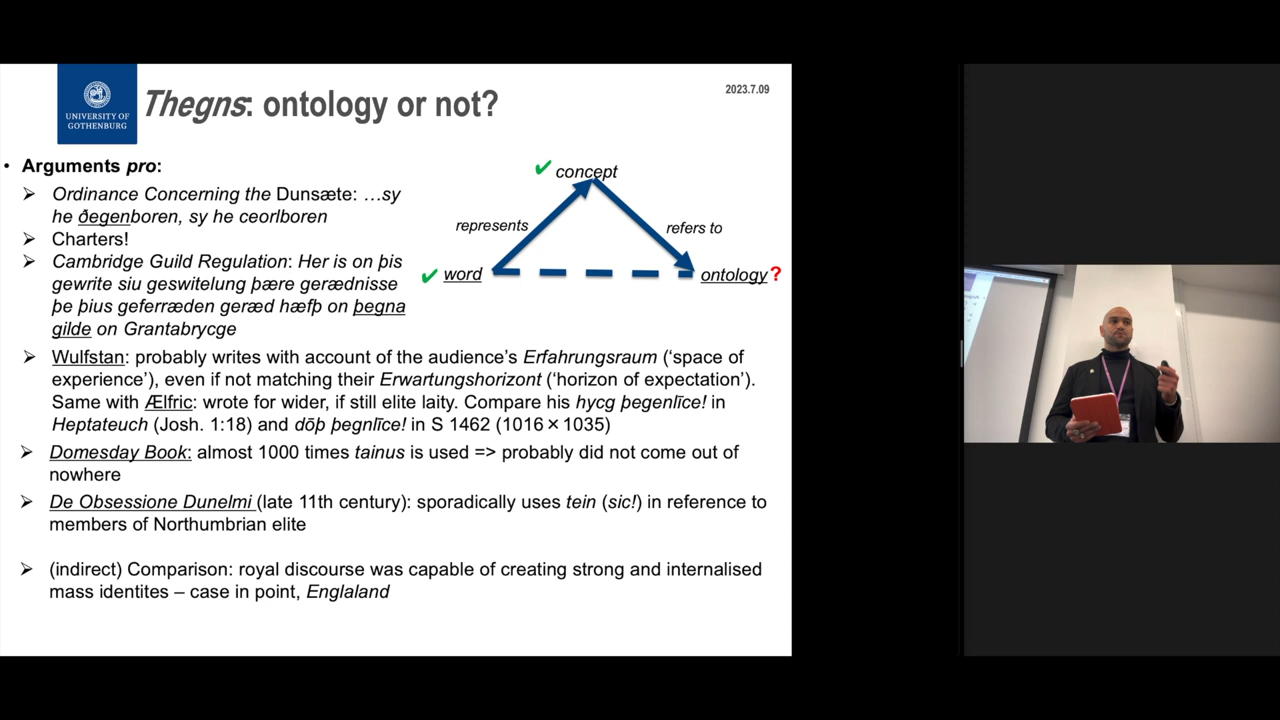 UNIVERSITY OF
GOTHENBURG
Thegns: ontology or not?
2023.7.09
• Arguments pro:
➢ Ordinance Concerning the Dunsæte: …sy
he ðegenboren, sy he ceorlboren
➢ Charters!
➢ Cambridge Guild Regulation: Her is on þis
gewrite siu geswitelung þære gerædnisse
be þius geferræden geræd hæfþ on þegna
gilde on Grantabrycge
➢ Wulfstan: probably writes with account of the audience’s Erfahrungsraum (‘space of
experience’), even if not matching their Erwartungshorizont (‘horizon of expectation’).
Same with Ælfric: wrote for wider, if still elite laity. Compare his hycg þegenlīce! in
Heptateuch (Josh. 1:18) and dōþ þegnlīce! in S 1462 (1016 × 1035)
➢ Domesday Book: almost 1000 times tainus is used => probably did not come out of
nowhere
➢ De Obsessione Dunelmi (late 11th century): sporadically uses tein (sic!) in reference to
members of Northumbrian elite
➢ (indirect) Comparison: royal discourse was capable of creating strong and internalised
mass identites – case in point, Englaland
✔ concept
represents
refers to
✔ word
ontology ?